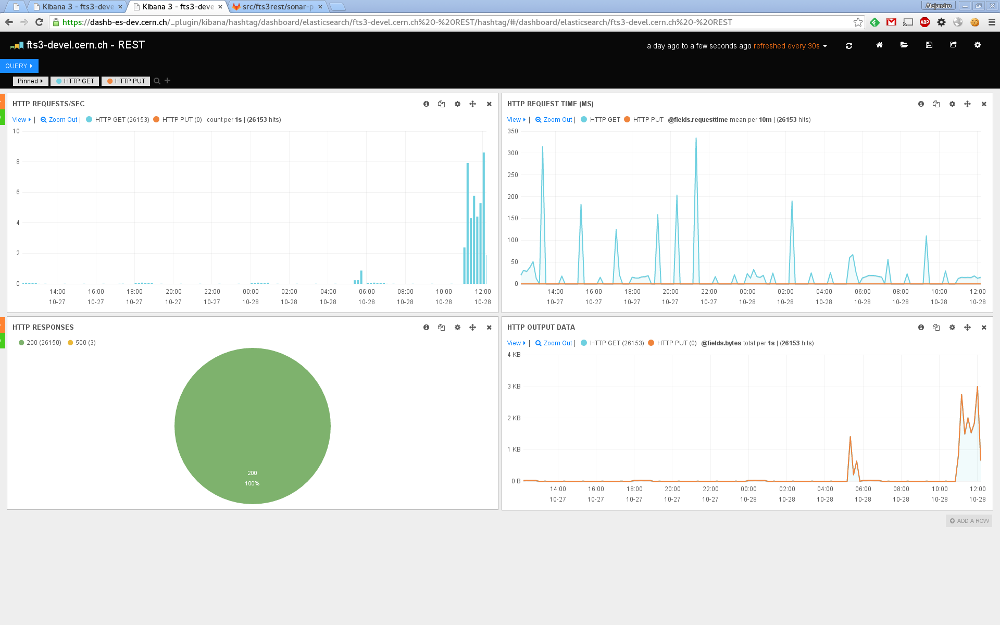 Kibana 3 - fts3-deve
Kibana 3 - fts3-deve
src/fts3rest/sonar-p
Alejandro
https://dashb-es-dev.cern.ch/_plugin/kibana/hashtag/dashboard/elasticsearch/fts3-devel.cern.ch%20-%20REST/hashtag/#/dashboard/elasticsearch/fts3-devel.cern.ch%20-%20REST
ABP
fts3-devel.cern.ch - REST
a day ago to a few seconds ago refreshed every 30s
QUERY
Pinned HTTP GET HTTP PUT
HTTP REQUESTS/SEC
View | Zoom Out | HTTP GET (26153) HTTP PUT (0) count per 1s | (26153 hits)
10
8
6
4
2
0
14:00 16:00 18:00 20:00 22:00 00:00 02:00 04:00 06:00 08:00 10:00 12:00
10-27 10-27 10-27 10-27 10-27 10-28 10-28 10-28 10-28 10-28 10-28 10-28
HTTP REQUEST TIME (MS)
View | Zoom Out | HTTP GET HTTP PUT @fields.requesttime mean per 10m | (26153 hits)
350
300
250
200
150
100
50
0
14:00 16:00 18:00 20:00 22:00 00:00 02:00 04:00 06:00 08:00 10:00 12:00
10-27 10-27 10-27 10-27 10-27 10-28 10-28 10-28 10-28 10-28 10-28 10-28
HTTP RESPONSES
200 (26150) 500 (3)
200
100%
HTTP OUTPUT DATA
View | Zoom Out | HTTP GET (26153) HTTP PUT (0) @fields.bytes total per 1s | (26153 hits)
4 KB
3 KB
2 KB
1 KB
0 B
14:00 16:00 18:00 20:00 22:00 00:00 02:00 04:00 06:00 08:00 10:00 12:00
10-27 10-27 10-27 10-27 10-27 10-28 10-28 10-28 10-28 10-28 10-28 10-28
ADD A ROW